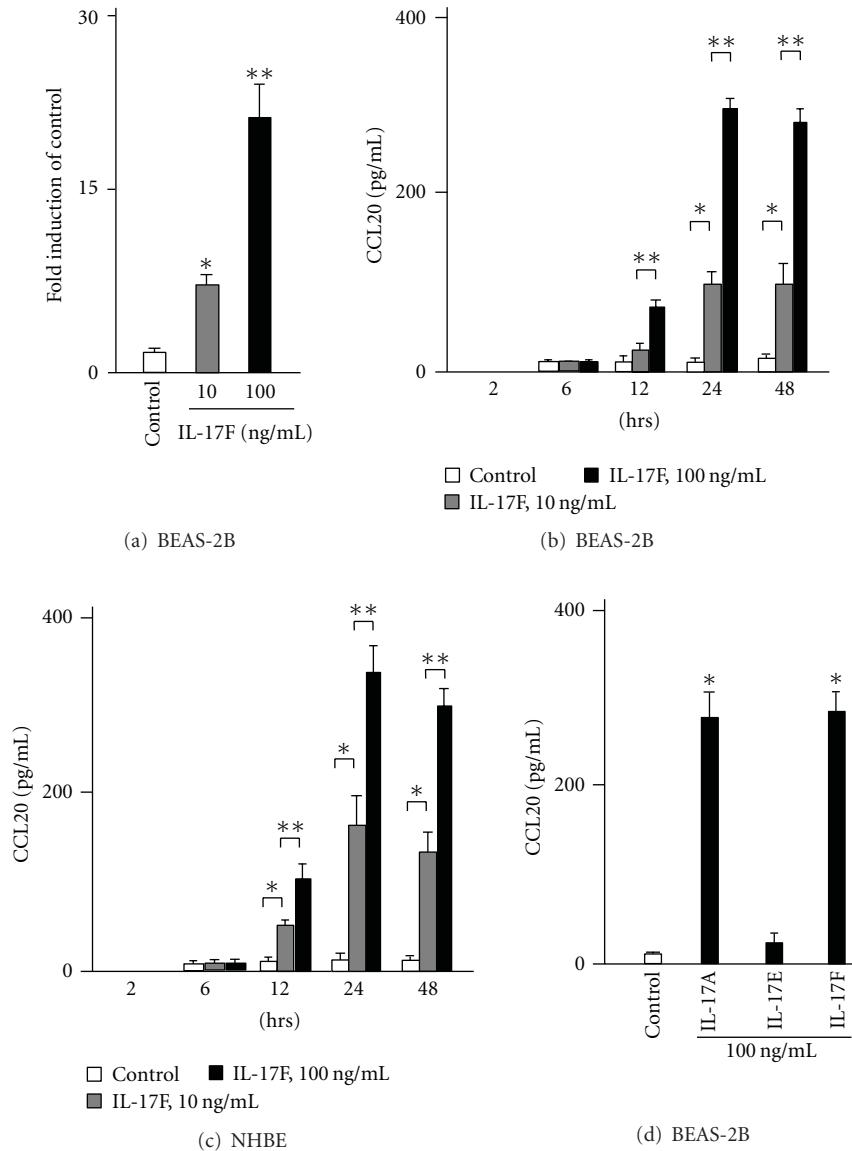 30
15
0
Fold induction of control
*
**
Control
10
100
IL-17F (ng/mL)
(a) BEAS-2B
400
200
0
CCL20 (pg/mL)
**
*
**
*
**
2
6
12
24
48
(hrs)
Control
IL-17F, 100 ng/mL
IL-17F, 10 ng/mL
(b) BEAS-2B
400
200
0
CCL20 (pg/mL)
*
**
*
**
*
**
2
6
12
24
48
(hrs)
Control
IL-17F, 100 ng/mL
IL-17F, 10 ng/mL
(c) NHBE
400
200
0
CCL20 (pg/mL)
*
*
Control
IL-17A
IL-17E
IL-17F
100 ng/mL
(d) BEAS-2B